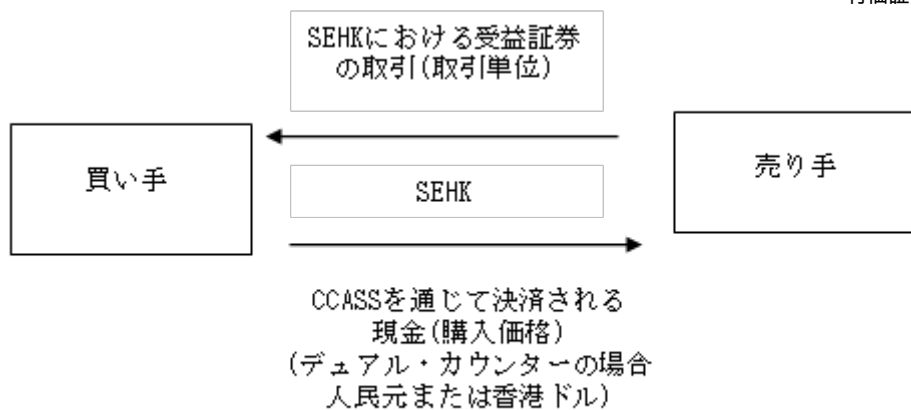 SEHKにおける受益証券
の取引(取引単位)
買い手
売り手
SEHK
CCASSを通じて決済される
現金(購入価格)
(デュアル・カウンターの場合
人民元または香港ドル)